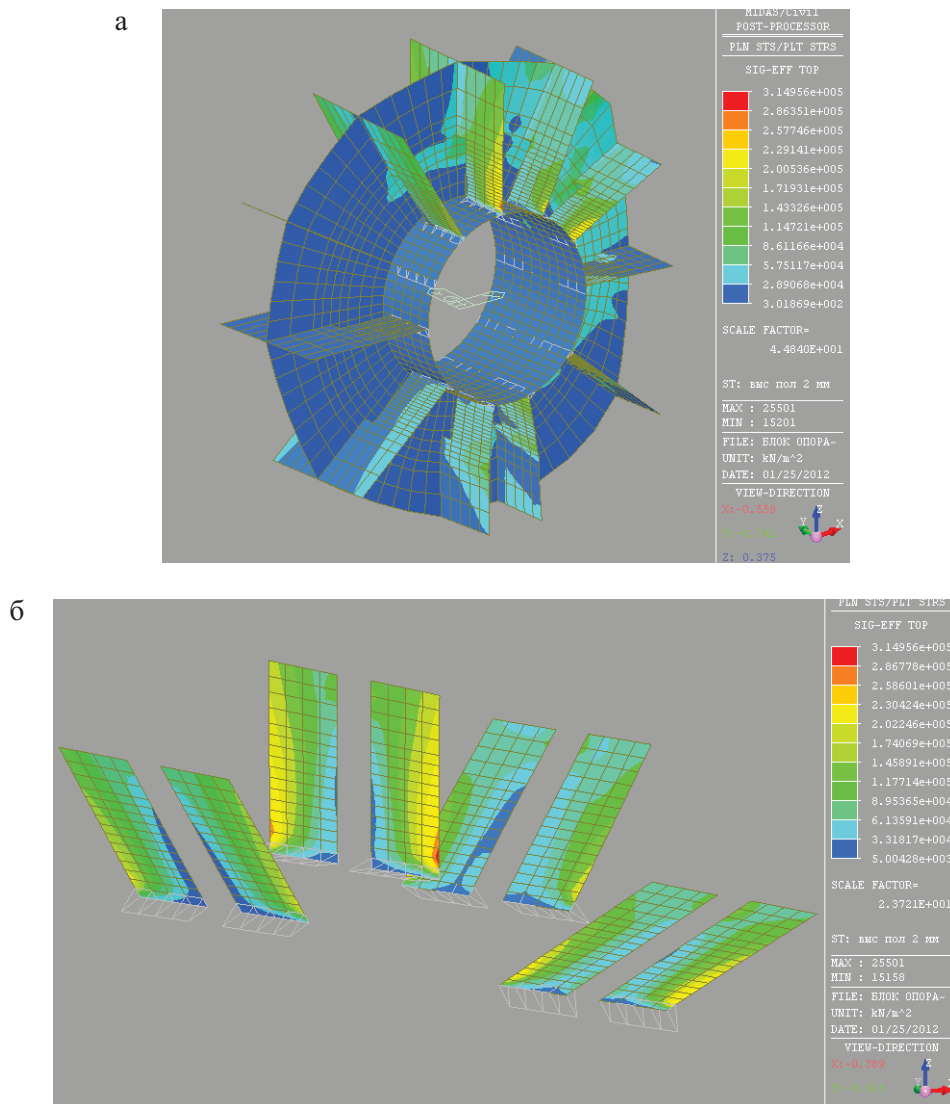 а
MIDAS/Civil
POST-PROCESSOR
PLN STS/PLT STRS
SIG-EFF TOP
3.14956e+005
2.86351e+005
2.57746e+005
2.29141e+005
2.00536e+005
1.71931e+005
1.43326e+005
1.14721e+005
8.61166e+004
5.75117e+004
2.89068e+004
3.01869e+002
SCALE FACTOR=
4.4840E+001
ST: выс пол 2 мм
MAX : 25501
MIN : 15201
FILE: БЛОК ОПОРА~
UNIT: kN/m^2
DATE: 01/25/2012
VIEW-DIRECTION
X:-0.558
Z: 0.375
Z
Y
X
б
PLN STS/PLT STRS
SIG-EFF TOP
3.14956e+005
2.86778e+005
2.58601e+005
2.30424e+005
2.02246e+005
1.74069e+005
1.45891e+005
1.17714e+005
8.95365e+004
6.13591e+004
3.31817e+004
5.00428e+003
SCALE FACTOR=
2.3721E+001
ST: выс пол 2 мм
MAX : 25501
MIN : 15158
FILE: БЛОК ОПОРА~
UNIT: kN/m^2
DATE: 01/25/2012
VIEW-DIRECTION
X:-0.389
Z